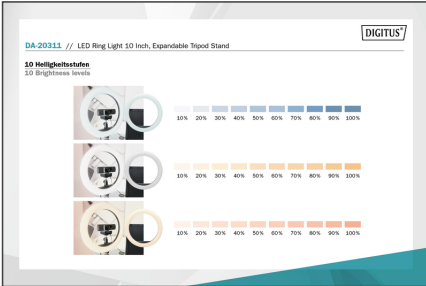 DIGITUS®
DA-20311 // LED Ring Light 10 Inch, Expandable Tripod Stand
10 Helligkeitsstufen
10 Brightness levels
10% 20% 30% 40% 50% 60% 70% 80% 90% 100%
10% 20% 30% 40% 50% 60% 70% 80% 90% 100%
10% 20% 30% 40% 50% 60% 70% 80% 90% 100%